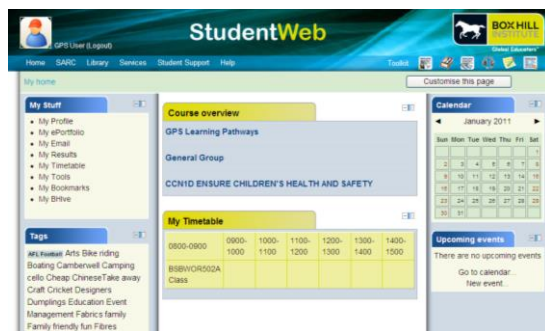 StudentWeb
BOX HILL
INSTITUTE
Global Educators
GPS User (Logout)
Home SARC Library Services Student Support Help Toolkit
My home
Customise this page
My Stuff
My Profile
My ePortfolio
My Email
My Results
My Timetable
My Tools
My Bookmarks
My BHive
Tags
AFL Football Arts Bike riding
Boating Camberwell Camping
cello Cheap ChineseTake away
Craft Cricket Designers
Dumplings Education Event
Management Fabrics family
Family friendly fun Fibres
Course overview
GPS Learning Pathways
General Group
CCN1D ENSURE CHILDREN'S HEALTH AND SAFETY
My Timetable
0800-0900 0900-1000 1000-1100 1100-1200 1200-1300 1300-1400 1400-1500
BSBWOR502A
Class
Calendar
◄ January 2011 ►
Sun Mon Tue Wed Thu Fri Sat
1
2 3 4 5 6 7 8
9 10 11 12 13 14 15
16 17 18 19 20 21 22
23 24 25 26 27 28 29
30 31
Upcoming events
There are no upcoming events
Go to calendar...
New event...